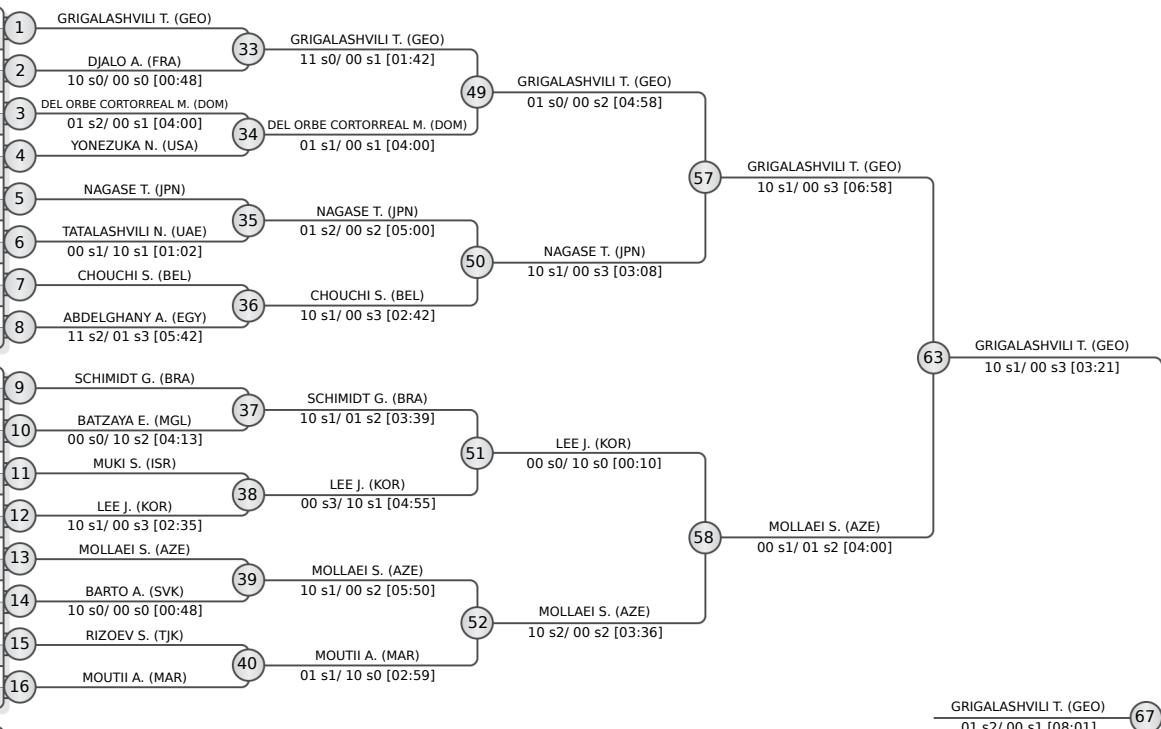 1
GRIGALASHVILI T. (GEO)
2
DJALO A. (FRA)
10 s0/ 00 s0 [00:48]
3
DEL ORBE CORTORREAL M. (DOM)
01 s2/ 00 s1 [04:00]
4
YONEZUKA N. (USA)
5
NAGASE T. (JPN)
6
TATALASHVILI N. (UAE)
00 s1/ 10 s1 [01:02]
7
CHOUCHI S. (BEL)
8
ABDELGHANY A. (EGY)
11 s2/ 01 s3 [05:42]
9
SCHIMIDT G. (BRA)
10
BATZAYA E. (MGL)
00 s0/ 10 s2 [04:13]
11
MUKI S. (ISR)
12
LEE J. (KOR)
10 s1/ 00 s3 [02:35]
13
MOLLAEI S. (AZE)
14
BARTO A. (SVK)
10 s0/ 00 s0 [00:48]
15
RIZOEV S. (TJK)
16
MOUTII A. (MAR)
33
GRIGALASHVILI T. (GEO)
11 s0/ 00 s1 [01:42]
34
DEL ORBE CORTORREAL M. (DOM)
01 s1/ 00 s1 [04:00]
35
NAGASE T. (JPN)
01 s2/ 00 s2 [05:00]
36
CHOUCHI S. (BEL)
10 s1/ 00 s3 [02:42]
37
SCHIMIDT G. (BRA)
10 s1/ 01 s2 [03:39]
38
LEE J. (KOR)
00 s3/ 10 s1 [04:55]
39
MOLLAEI S. (AZE)
10 s1/ 00 s2 [05:50]
40
MOUTII A. (MAR)
01 s1/ 10 s0 [02:59]
49
GRIGALASHVILI T. (GEO)
01 s0/ 00 s2 [04:58]
50
NAGASE T. (JPN)
10 s1/ 00 s3 [03:08]
51
LEE J. (KOR)
00 s0/ 10 s0 [00:10]
52
MOLLAEI S. (AZE)
10 s2/ 00 s2 [03:36]
57
GRIGALASHVILI T. (GEO)
10 s1/ 00 s3 [06:58]
58
MOLLAEI S. (AZE)
00 s1/ 01 s2 [04:00]
63
GRIGALASHVILI T. (GEO)
10 s1/ 00 s3 [03:21]
GRIGALASHVILI T. (GEO)
01 s2/ 00 s1 [08:01]
67